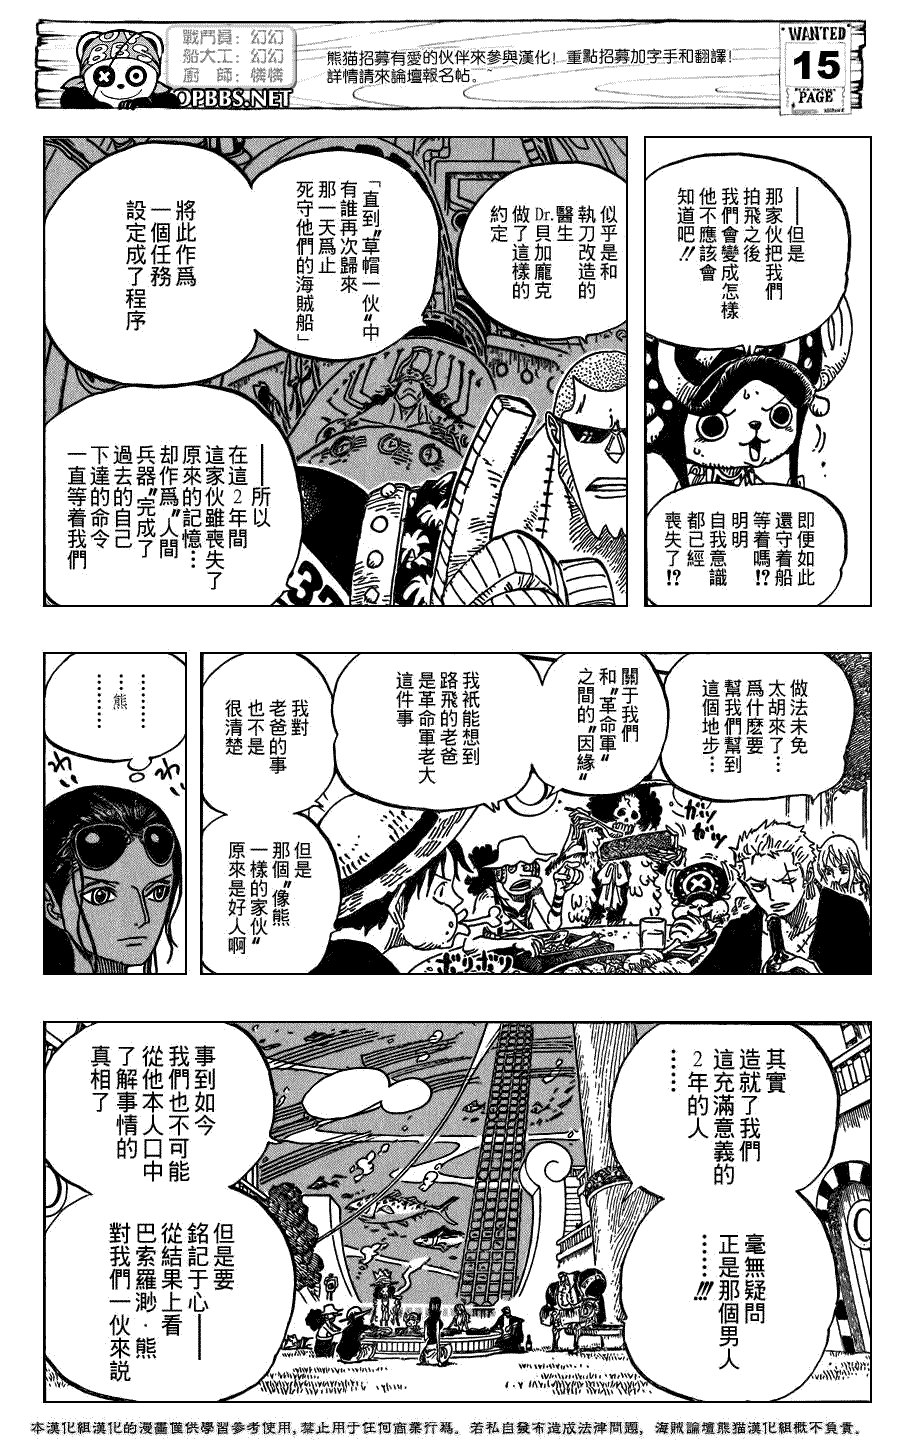 戰鬥員：幻幻
船大工：幻幻
廚　師：憐憐
OPBBS.NET
熊猫招募有愛的伙伴來參與漢化！重點招募加字手和翻譯！
詳情請來論壇報名帖。
WANTED
15
PAGE
——但是
那家伙把我們
拍飛之後
我們會變成怎樣
他不應該會
知道吧!!
即便如此
還守着船
等着嗎!?
明明
自我意識
都已經
喪失了!?
似乎是和
執刀改造的
醫生
Dr.貝加龐克
做了這樣的
約定
「直到〝草帽一伙〞中
有誰再次歸來
那一天爲止
死守他們的海賊船」
將此作爲
一個任務
設定成了程序
——所以
在這2年間
這家伙雖喪失了
原來的記憶…
却作爲〝人間
兵器〞完成了
過去的自己
下達的命令
一直等着我們
37
做法未免
太胡來了…
爲什麽要
幫我們幫到
這個地步…
關于我們
和〝革命軍〞
之間的〝因緣〞
我衹能想到
路飛的老爸
是革命軍老大
這件事
我對
老爸的事
也不是
很清楚
但是
那個〝像熊
一樣的家伙〞
原來是好人啊
ガッ
ガッ
ボリボリ
………
…熊…
………
わい
わい
其實
造就了我們
這充滿意義的
2年的人
……
毫無疑問
正是那個男人
……!!!
事到如今
我們也不可能
從他本人口中
了解事情的
真相了
但是要
銘記于心——
從結果上看
巴索羅渺·熊
對我們一伙來說
本漢化組漢化的漫畵僅供學習參考使用,禁止用于任何商業行爲。若私自發布造成法律問題，海賊論壇熊猫漢化組概不負責。